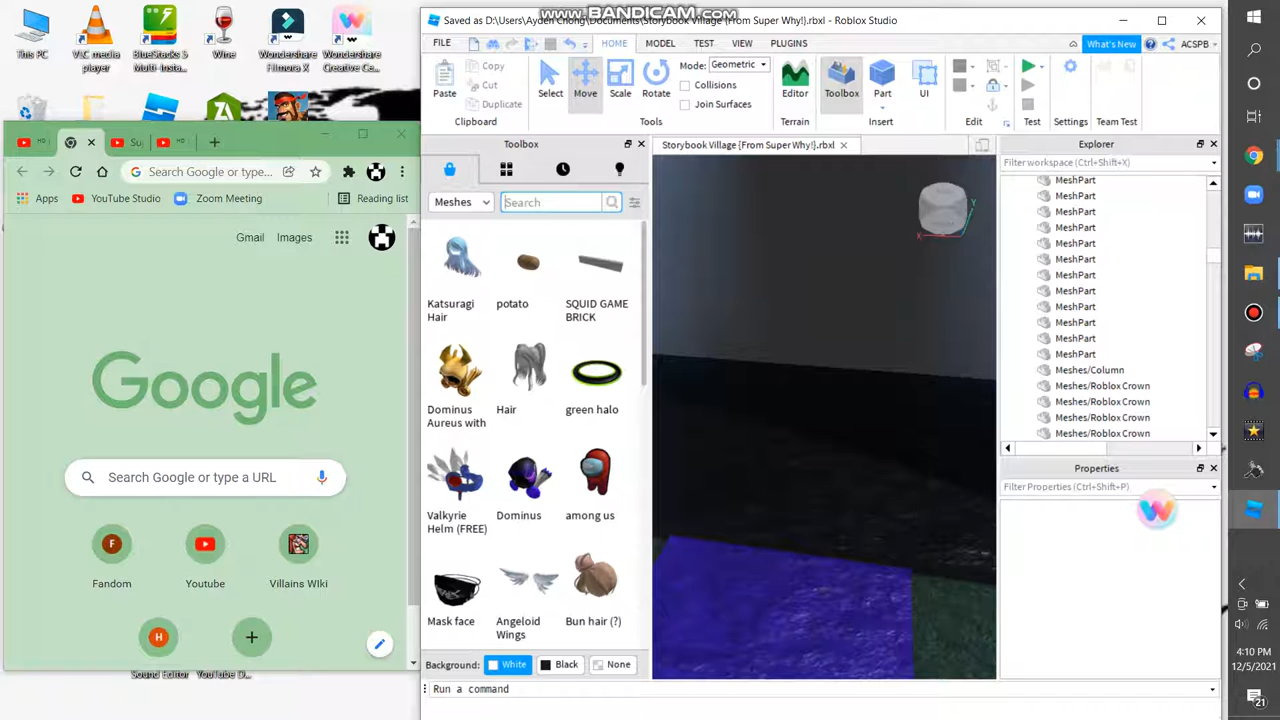 www.BANDICAM.com
This PC
VLC media
player
BlueStacks 5
Multi-Insta...
Wine
Wondershare
Filmora X
Wondershare
Creative Ce...
Saved as D:\Users\Ayden Chong\Documents\Storybook Village {From Super Why!}.rbxl - Roblox Studio
FILE
HOME
MODEL
TEST
VIEW
PLUGINS
What's New
ACSPB
Paste
Copy
Cut
Duplicate
Clipboard
Select
Move
Scale
Rotate
Mode: Geometric
Collisions
Join Surfaces
Tools
Editor
Terrain
Toolbox
Part
UI
Insert
Edit
Test
Settings
Team Test
Search Google or type...
Apps
YouTube Studio
Zoom Meeting
Reading list
Gmail
Images
Google
Search Google or type a URL
Fandom
Youtube
Villains WIki
Sound Editor
YouTube D...
Toolbox
Meshes
Search
Katsuragi
Hair
potato
SQUID GAME
BRICK
Dominus
Aureus with
Hair
green halo
Valkyrie
Helm (FREE)
Dominus
among us
Mask face
Angeloid
Wings
Bun hair (?)
Background:
White
Black
None
Run a command
Storybook Village {From Super Why!}.rbxl
Y
X
Explorer
Filter workspace (Ctrl+Shift+X)
MeshPart
MeshPart
MeshPart
MeshPart
MeshPart
MeshPart
MeshPart
MeshPart
MeshPart
MeshPart
MeshPart
MeshPart
Meshes/Column
Meshes/Roblox Crown
Meshes/Roblox Crown
Meshes/Roblox Crown
Meshes/Roblox Crown
Properties
Filter Properties (Ctrl+Shift+P)
4:10 PM
12/5/2021
21